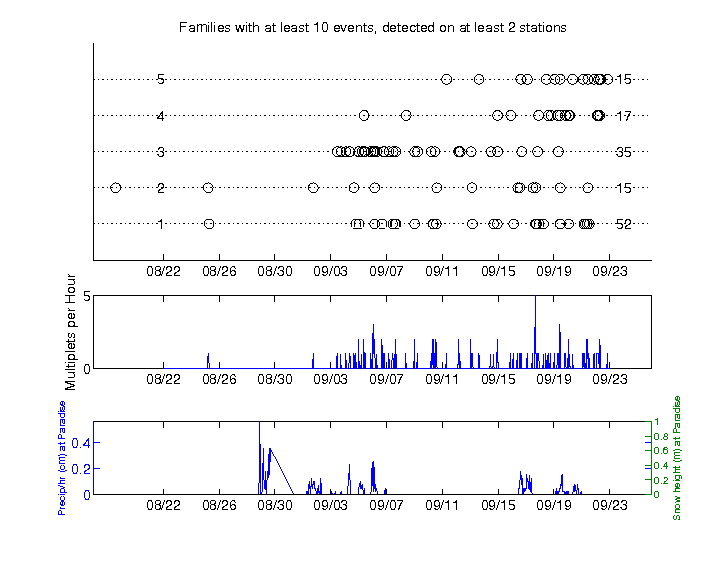 Families with at least 10 events, detected on at least 2 stations
5 15
4 17
3 35
2 15
1 52
08/22 08/26 08/30 09/03 09/07 09/11 09/15 09/19 09/23
Multiplets per Hour
5
0
08/22 08/26 08/30 09/03 09/07 09/11 09/15 09/19 09/23
Precip/hr (cm) at Paradise
0.4
0.2
0
1
0.8
0.6
0.4
0.2
0
Snow height (m) at Paradise
08/22 08/26 08/30 09/03 09/07 09/11 09/15 09/19 09/23